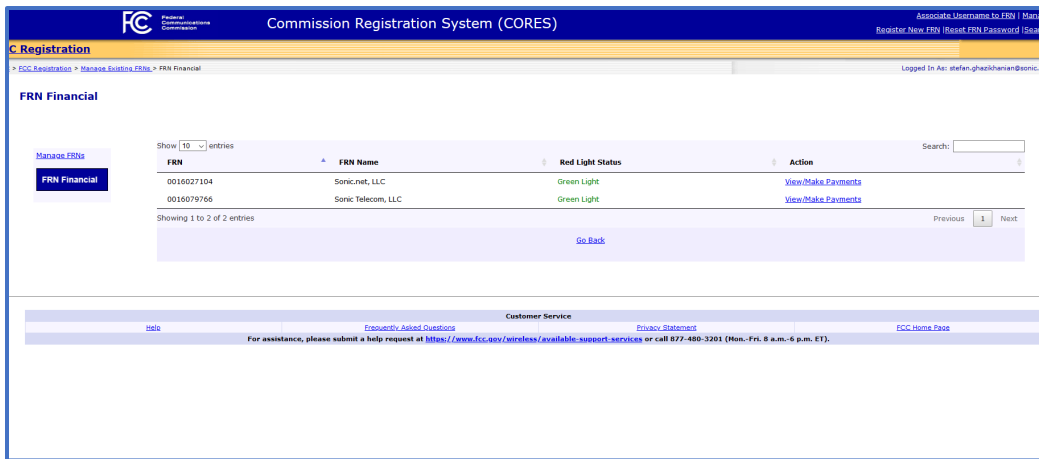 FCC Federal Communications Commission
Commission Registration System (CORES)
Associate Username to FRN | Mana
Register New FRN |Reset FRN Password |Sea
C Registration
> FCC Registration > Manage Existing FRNs > FRN Financial
Logged In As: stefan.ghazikhanian@sonic.
FRN Financial
Manage FRNs
FRN Financial
Show 10 entries
Search:
FRN FRN Name Red Light Status Action
0016027104 Sonic.net, LLC Green Light View/Make Payments
0016079766 Sonic Telecom, LLC Green Light View/Make Payments
Showing 1 to 2 of 2 entries
Previous 1 Next
Go Back
Customer Service
Help Frequently Asked Questions Privacy Statement FCC Home Page
For assistance, please submit a help request at https://www.fcc.gov/wireless/available-support-services or call 877-480-3201 (Mon.-Fri. 8 a.m.-6 p.m. ET).